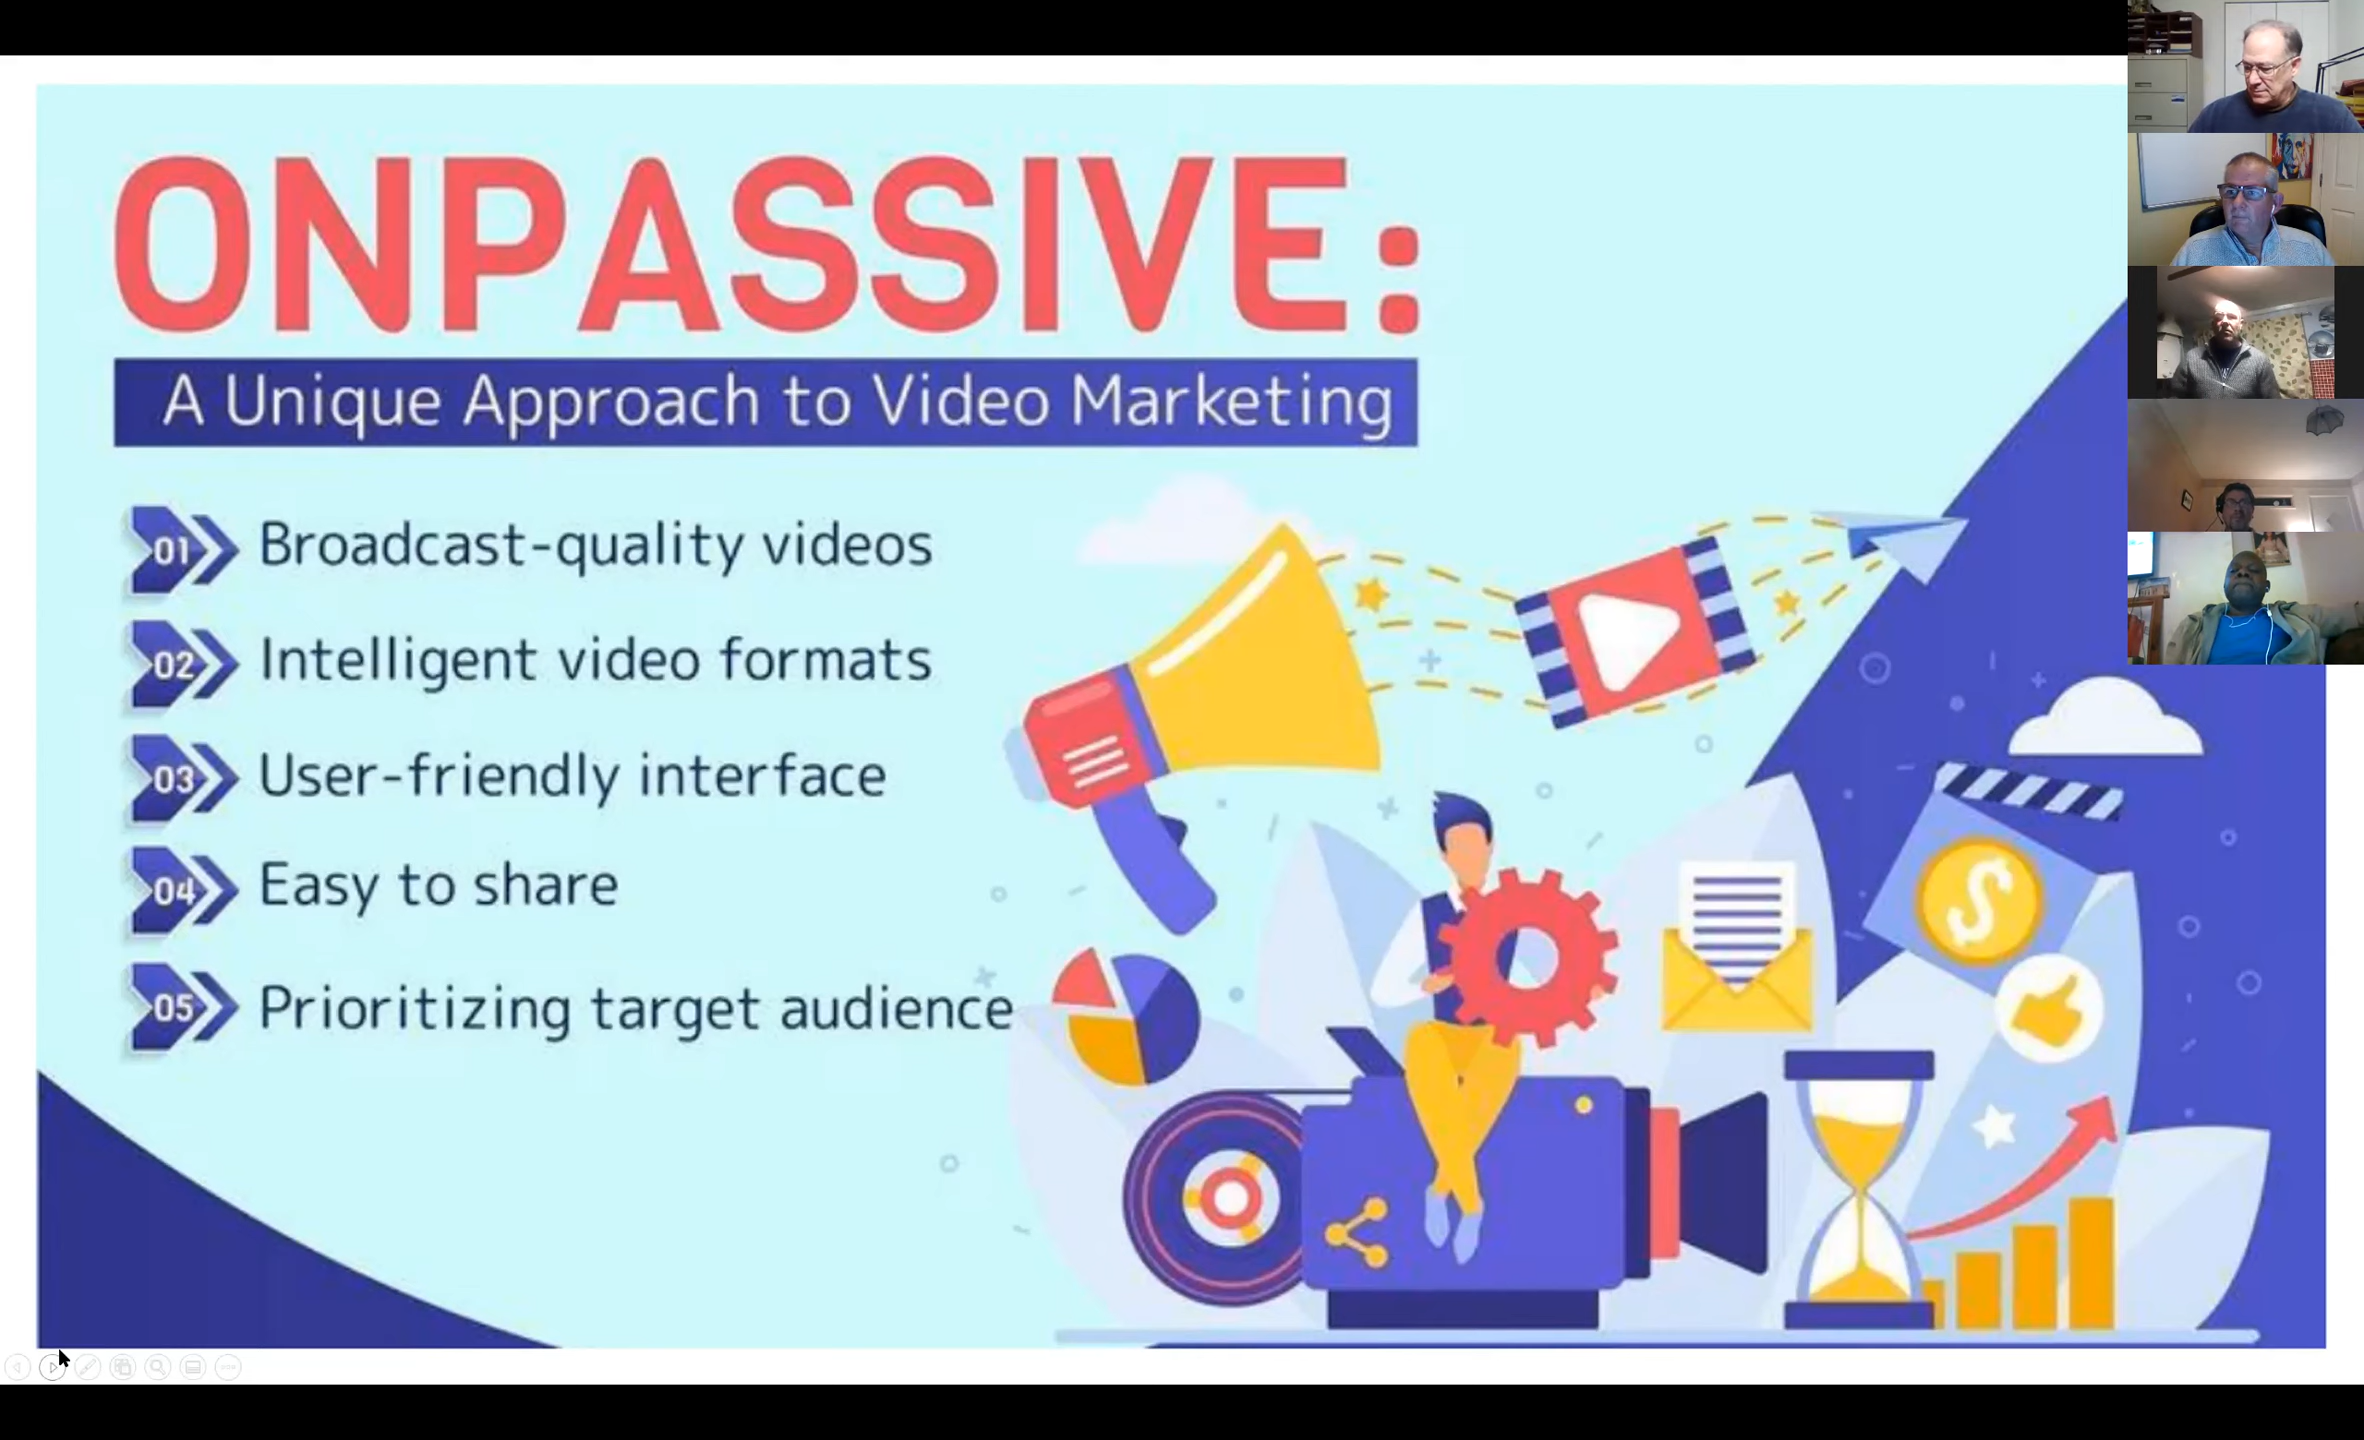 ONPASSIVE:
A Unique Approach to Video Marketing
01 Broadcast-quality videos
02 Intelligent video formats
03 User-friendly interface
04 Easy to share
05 Prioritizing target audience
$